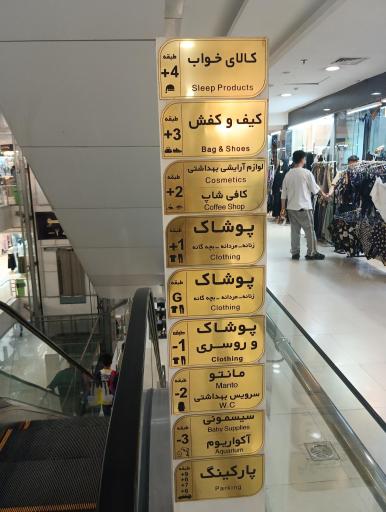 کالای خواب
طبقه
+4
Sleep Products
کیف و کفش
طبقه
+3
Bag & Shoes
لوازم آرایشی بهداشتی
Cosmetics
طبقه
+2
کافی شاپ
Coffee Shop
پوشاک
طبقه
+1
زنانه-مردانه-بچه گانه
Clothing
پوشاک
طبقه
G
زنانه-مردانه - بچه گانه
Clothing
پوشاک
طبقه
-1
و روسری
Clothing
مانتو
طبقه
Manto
-2
سرویس بهداشتی
W.C
سیسمونی
طبقه
Baby Supplies
-3
آکواریوم
Aquarium
پارکینگ
طبقه
Parking